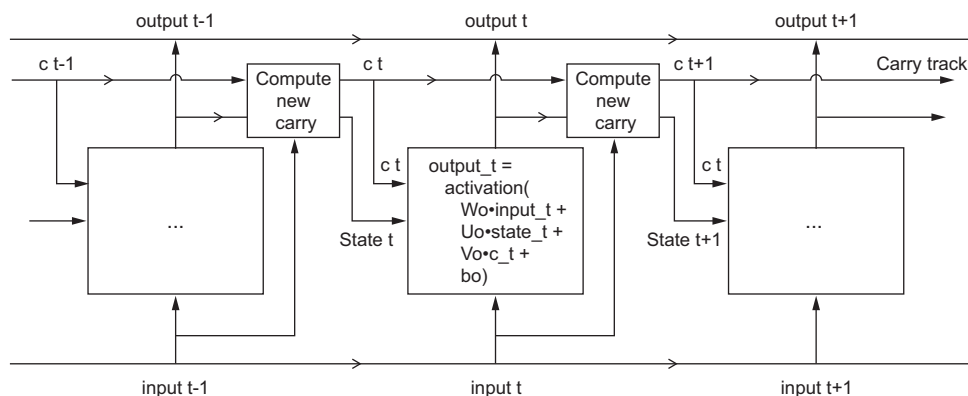 output t-1
output t
output t+1
c t-1
Compute
new
carry
c t
Compute
new
carry
c t+1
Carry track
...
c t
State t
output_t =
activation(
Wo•input_t +
Uo•state_t +
Vo•c_t +
bo)
c t
State t+1
...
input t-1
input t
input t+1